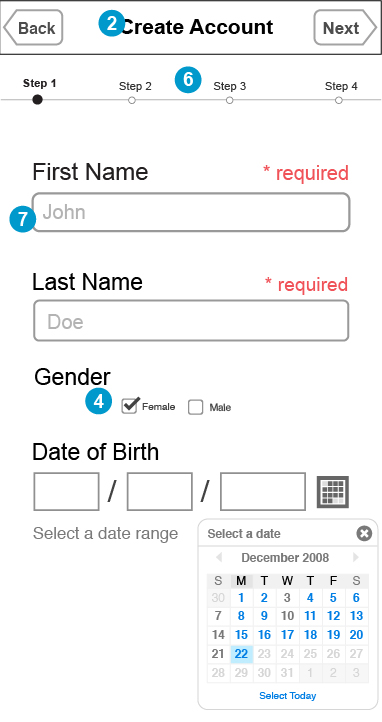 Back 2 Create Account Next
6
Step 1 Step 2 Step 3 Step 4
First Name * required
7 John
Last Name * required
Doe
Gender
4 Female Male
Date of Birth
/ /
Select a date range
Select a date
December 2008
S M T W T F S
30 1 2 3 4 5 6
7 8 9 10 11 12 13
14 15 16 17 18 19 20
21 22 23 24 25 26 27
28 29 30 31 1 2 3
Select Today